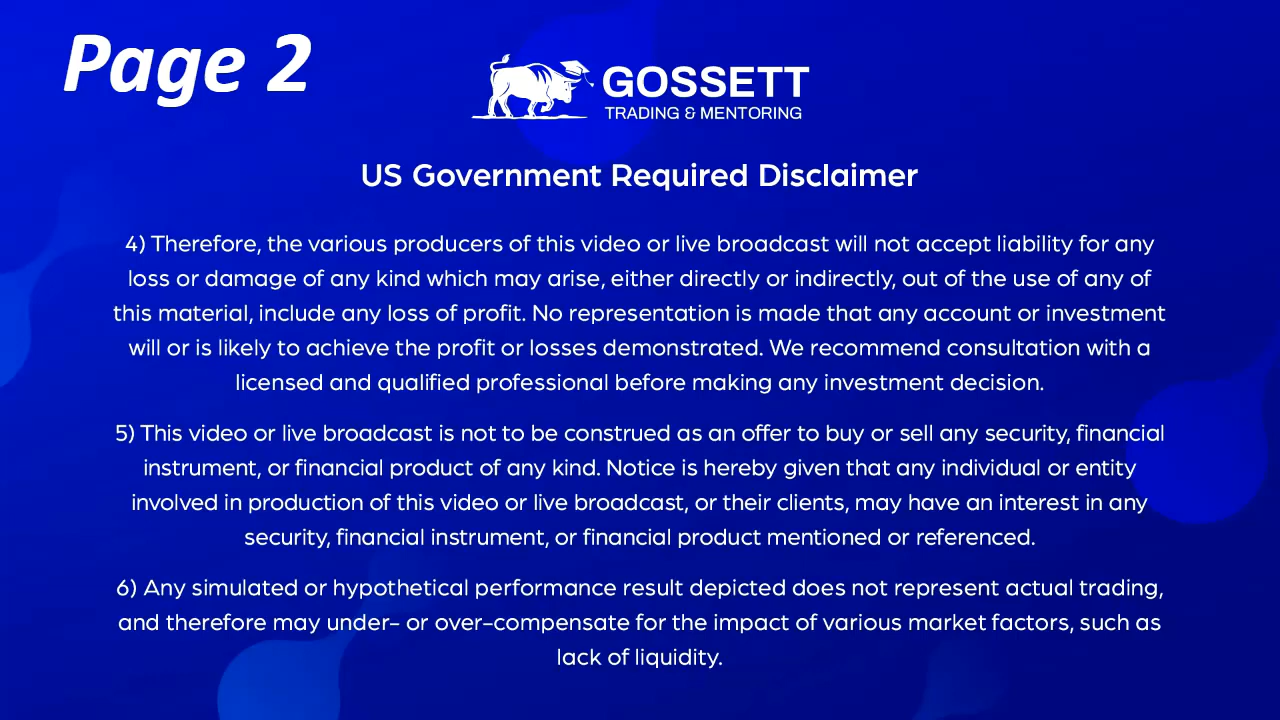 Page 2
GOSSETT
TRADING & MENTORING
US Government Required Disclaimer
4) Therefore, the various producers of this video or live broadcast will not accept liability for any
loss or damage of any kind which may arise, either directly or indirectly, out of the use of any of
this material, include any loss of profit. No representation is made that any account or investment
will or is likely to achieve the profit or losses demonstrated. We recommend consultation with a
licensed and qualified professional before making any investment decision.
5) This video or live broadcast is not to be construed as an offer to buy or sell any security, financial
instrument, or financial product of any kind. Notice is hereby given that any individual or entity
involved in production of this video or live broadcast, or their clients, may have an interest in any
security, financial instrument, or financial product mentioned or referenced.
6) Any simulated or hypothetical performance result depicted does not represent actual trading,
and therefore may under- or over-compensate for the impact of various market factors, such as
lack of liquidity.